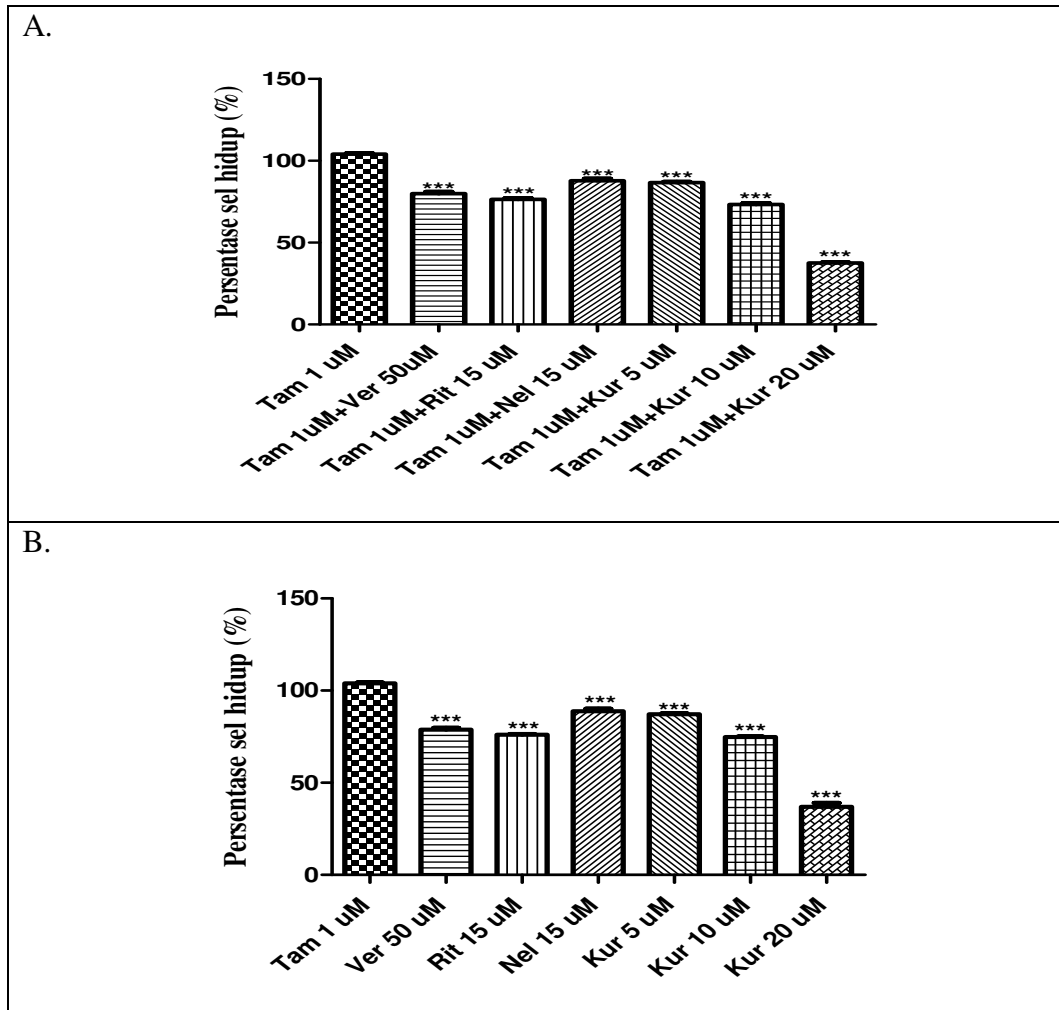 A.
Persentase sel hidup (%)
150
100
50
0
***
***
***
***
***
***
Tam 1 uM
Tam 1uM+Ver 50uM
Tam 1uM+Rit 15 uM
Tam 1uM+Nel 15 uM
Tam 1uM+Kur 5 uM
Tam 1uM+Kur 10 uM
Tam 1uM+Kur 20 uM
B.
Persentase sel hidup (%)
150
100
50
0
***
***
***
***
***
***
Tam 1 uM
Ver 50 uM
Rit 15 uM
Nel 15 uM
Kur 5 uM
Kur 10 uM
Kur 20 uM